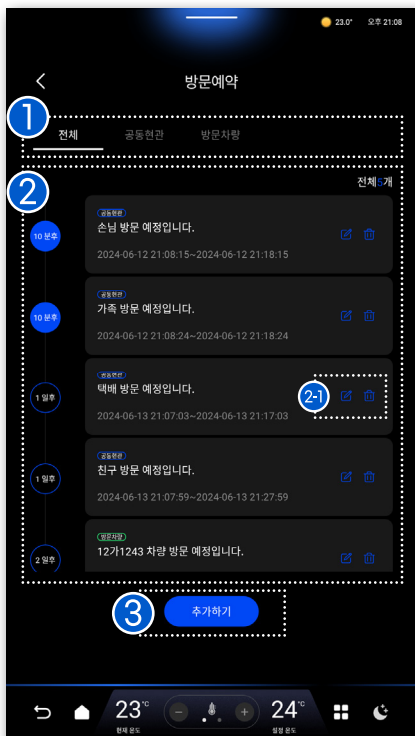 23.0° 오후 21:08
방문예약
1
전체 공동현관 방문차량
2
전체5개
공동현관
10 분후
손님 방문 예정입니다.
2024-06-12 21:08:15~2024-06-12 21:18:15
공동현관
10 분후
가족 방문 예정입니다.
2024-06-12 21:08:24~2024-06-12 21:18:24
공동현관
1 일후
택배 방문 예정입니다.
2-1
2024-06-13 21:07:03~2024-06-13 21:17:03
공동현관
1 일후
친구 방문 예정입니다.
2024-06-13 21:07:59~2024-06-13 21:27:59
방문차량
2 일후
12가1243 차량 방문 예정입니다.
3
추가하기
23°C
현재 온도
24°C
설정 온도